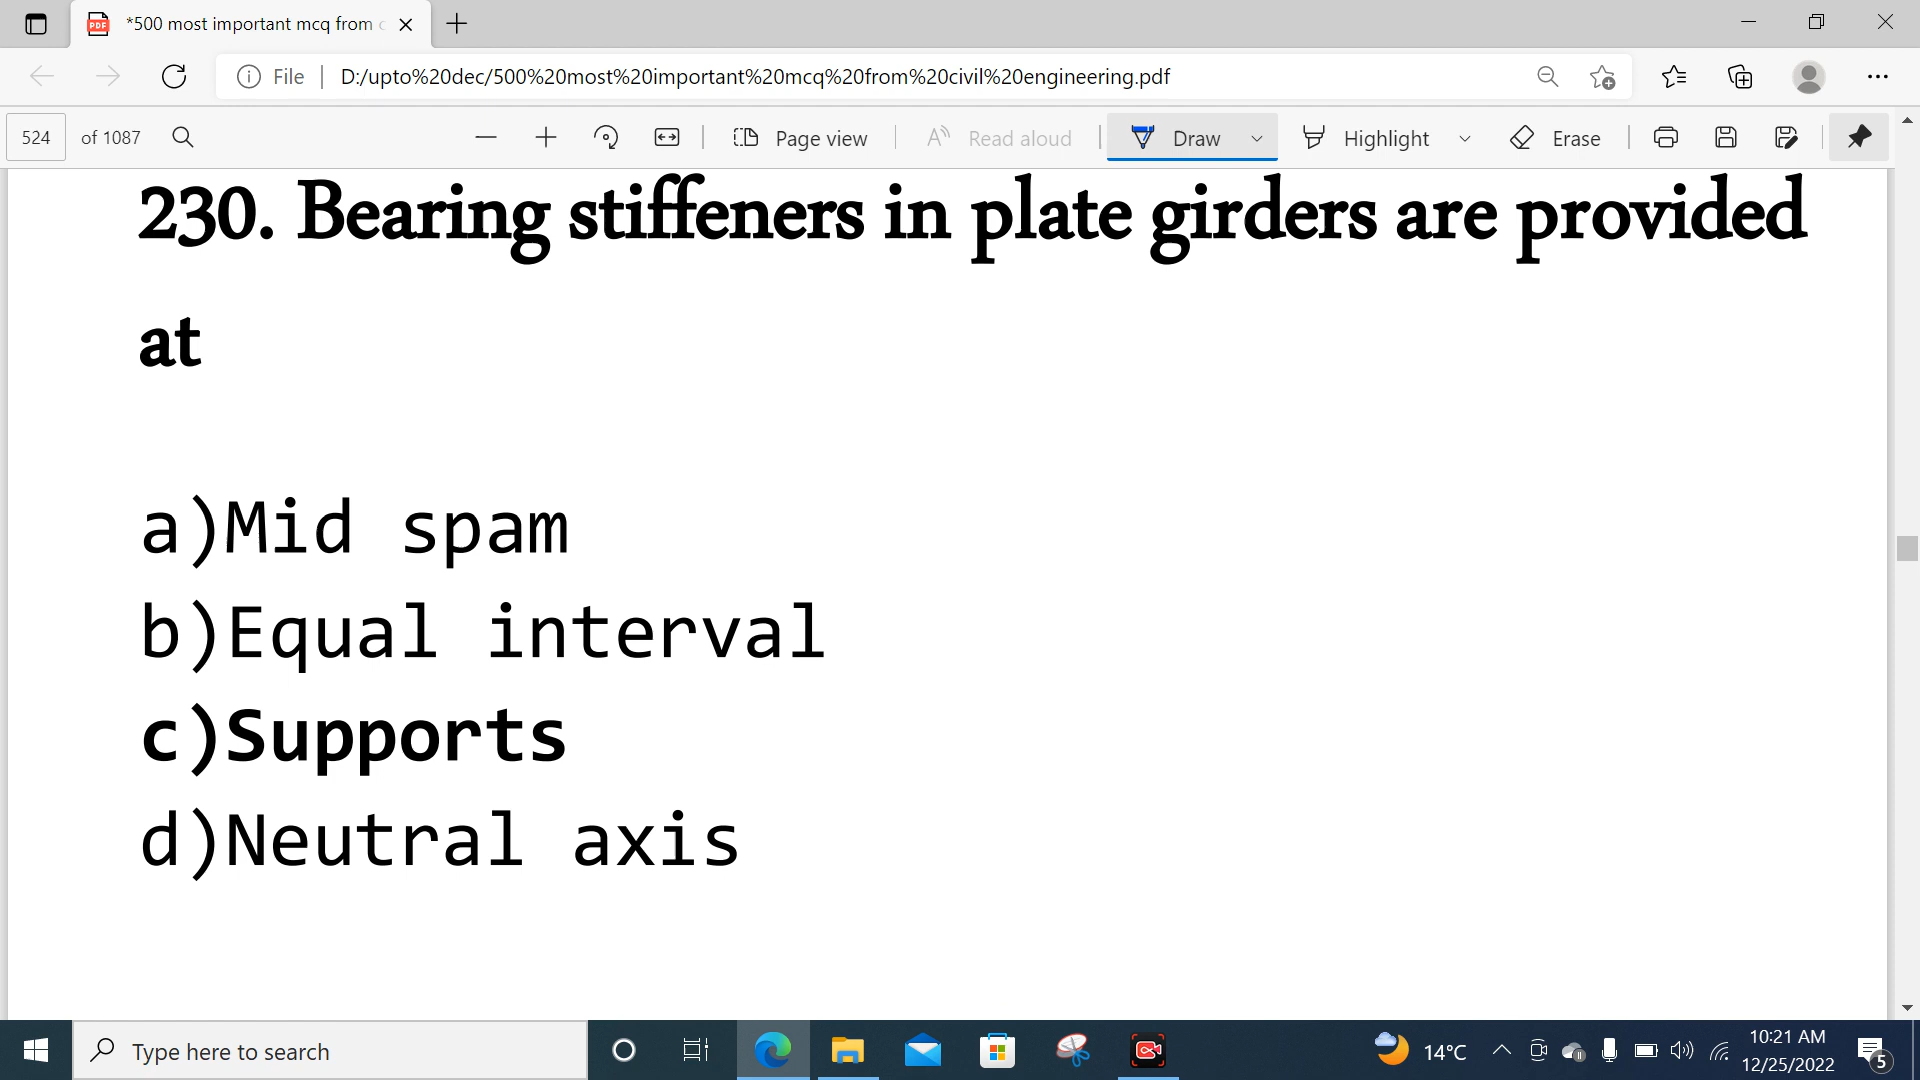 *500 most important mcq from c
File
D:/upto%20dec/500%20most%20important%20mcq%20from%20civil%20engineering.pdf
524 of 1087
Page view
Read aloud
Draw
Highlight
Erase
230. Bearing stiffeners in plate girders are provided
at
a)Mid spam
b)Equal interval
c)Supports
d)Neutral axis
Type here to search
14°C
10:21 AM
12/25/2022
5